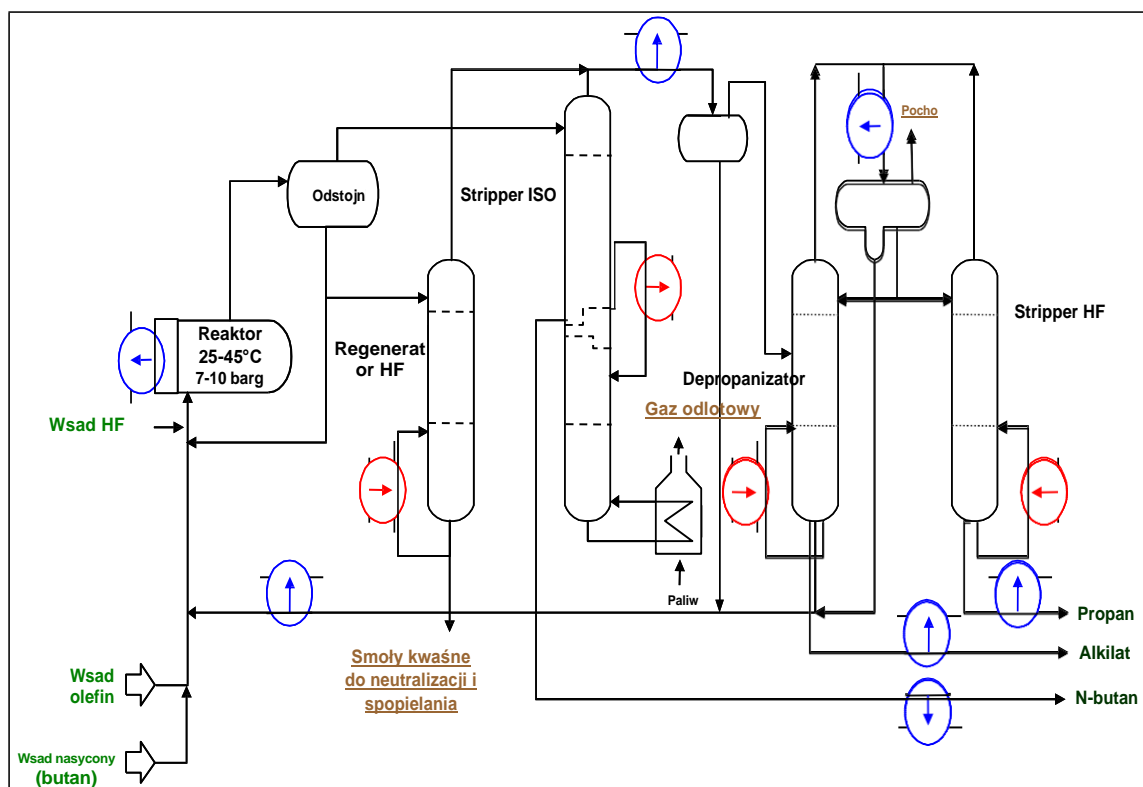 Pocho
Odstojn
Stripper ISO
Stripper HF
Reaktor
25-45°C
7-10 barg
Regenerat
or HF
Depropanizator
Gaz odlotowy
Wsad HF
Paliw
Propan
Smoły kwaśne
do neutralizacji i
spopielania
Alkilat
Wsad
olefin
N-butan
Wsad nasycony
(butan)